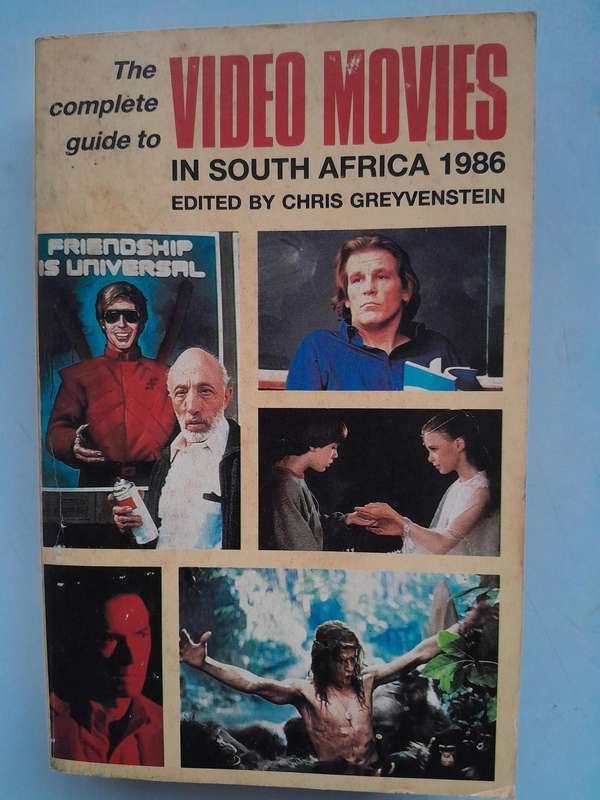 The
complete
guide to
VIDEO MOVIES
IN SOUTH AFRICA 1986
EDITED BY CHRIS GREYVENSTEIN
FRIENDSHIP
IS UNIVERSAL